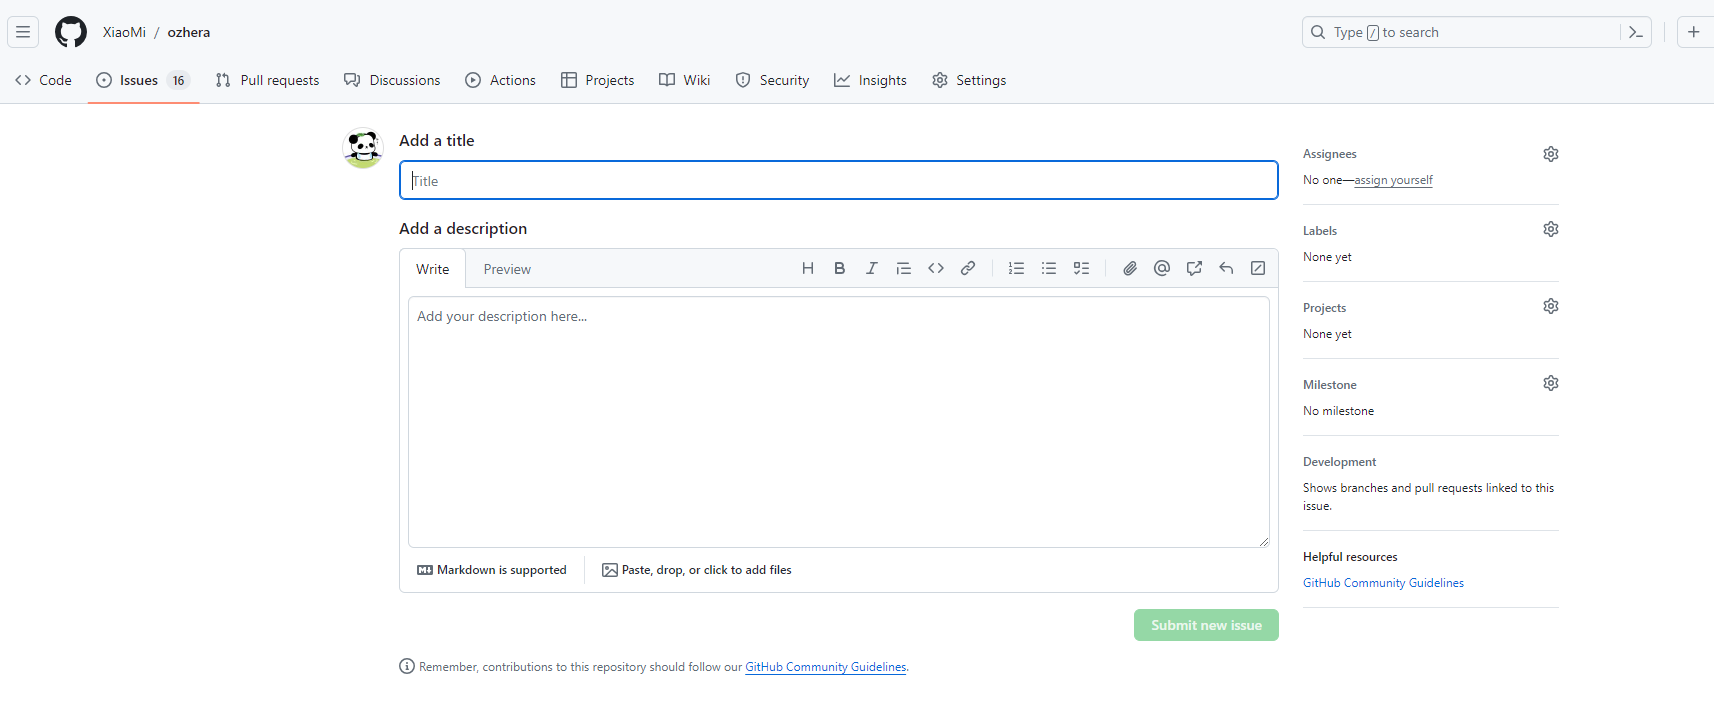 XiaoMi / ozhera
Type / to search
Code Issues 16 Pull requests Discussions Actions Projects Wiki Security Insights Settings
Add a title
Title
Add a description
Write Preview
Add your description here...
Markdown is supported
Paste, drop, or click to add files
Submit new issue
Remember, contributions to this repository should follow our GitHub Community Guidelines.
Assignees
No one—assign yourself
Labels
None yet
Projects
None yet
Milestone
No milestone
Development
Shows branches and pull requests linked to this
issue.
Helpful resources
GitHub Community Guidelines